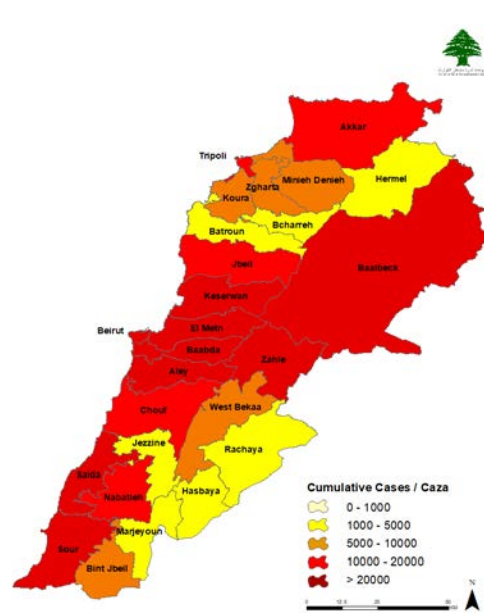 Akkar
Tripoli
Minieh Denieh
Hermel
Zgharta
Koura
Bcharreh
Batroun
Jbeil
Baalbeck
Keserwan
El Metn
Beirut
Baabda
Zahle
Aley
Chouf
West Bekaa
Jezzine
Rachaya
Saida
Hasbaya
Nabatieh
Marjeyoun
Sour
Bint Jbeil
Cumulative Cases / Caza
0 - 1000
1000 - 5000
5000 - 10000
10000 - 20000
> 20000
N